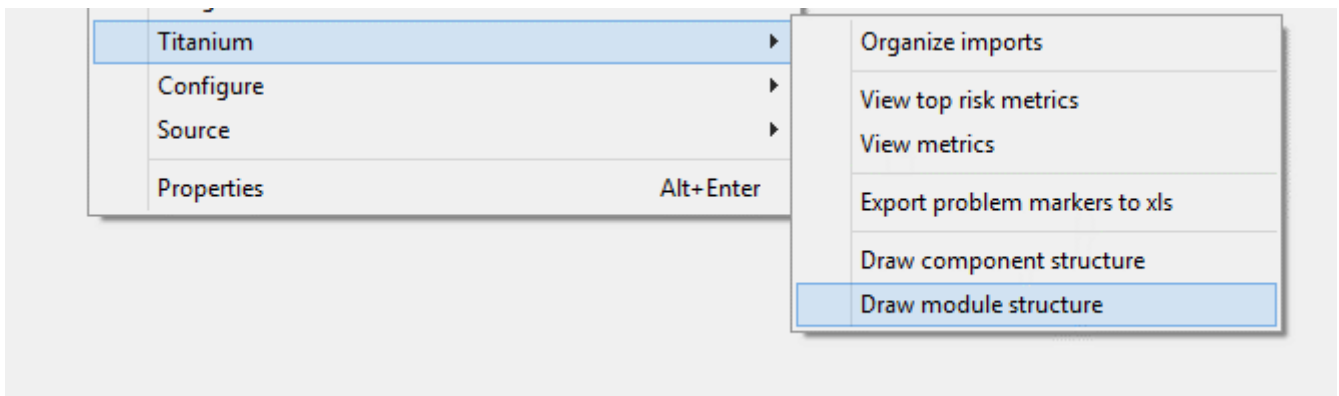 Titanium
Configure
Source
Properties Alt+Enter
Organize imports
View top risk metrics
View metrics
Export problem markers to xls
Draw component structure
Draw module structure